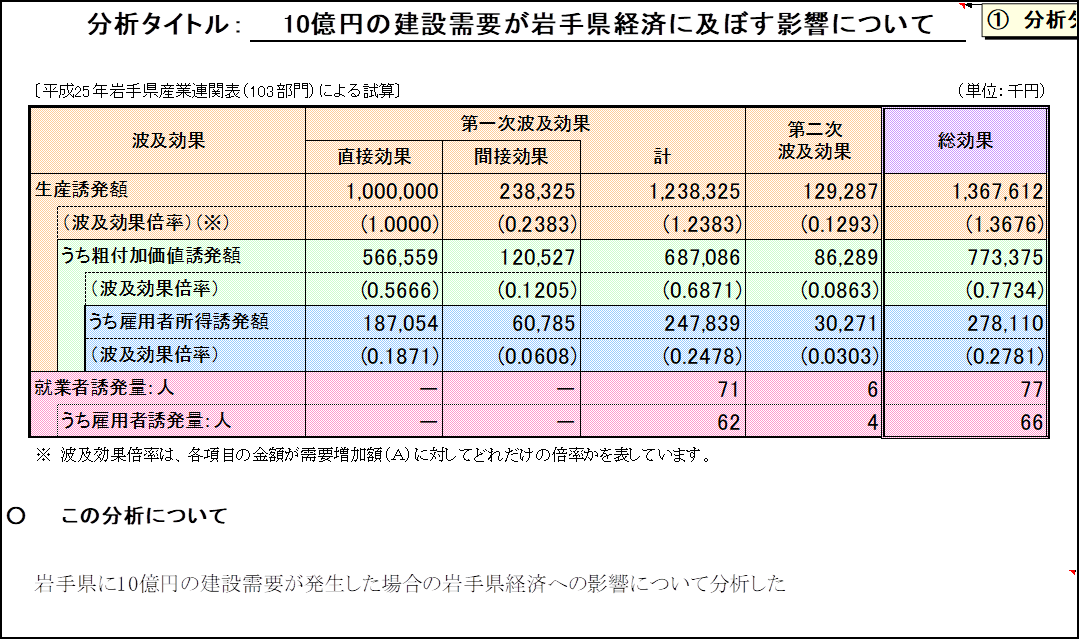 分析タイトル: 10億円の建設需要が岩手県経済に及ぼす影響について
① 分析
〔平成25年岩手県産業連関表(103部門)による試算〕 (単位:千円)
波及効果 第一次波及効果 第二次波及効果 総効果
直接効果 間接効果 計
生産誘発額 1,000,000 238,325 1,238,325 129,287 1,367,612
(波及効果倍率)(※) (1.0000) (0.2383) (1.2383) (0.1293) (1.3676)
うち粗付加価値誘発額 566,559 120,527 687,086 86,289 773,375
(波及効果倍率) (0.5666) (0.1205) (0.6871) (0.0863) (0.7734)
うち雇用者所得誘発額 187,054 60,785 247,839 30,271 278,110
(波及効果倍率) (0.1871) (0.0608) (0.2478) (0.0303) (0.2781)
就業者誘発量:人 ― ― 71 6 77
うち雇用者誘発量:人 ― ― 62 4 66
※ 波及効果倍率は、各項目の金額が需要増加額(A)に対してどれだけの倍率かを表しています。
○ この分析について
岩手県に10億円の建設需要が発生した場合の岩手県経済への影響について分析した